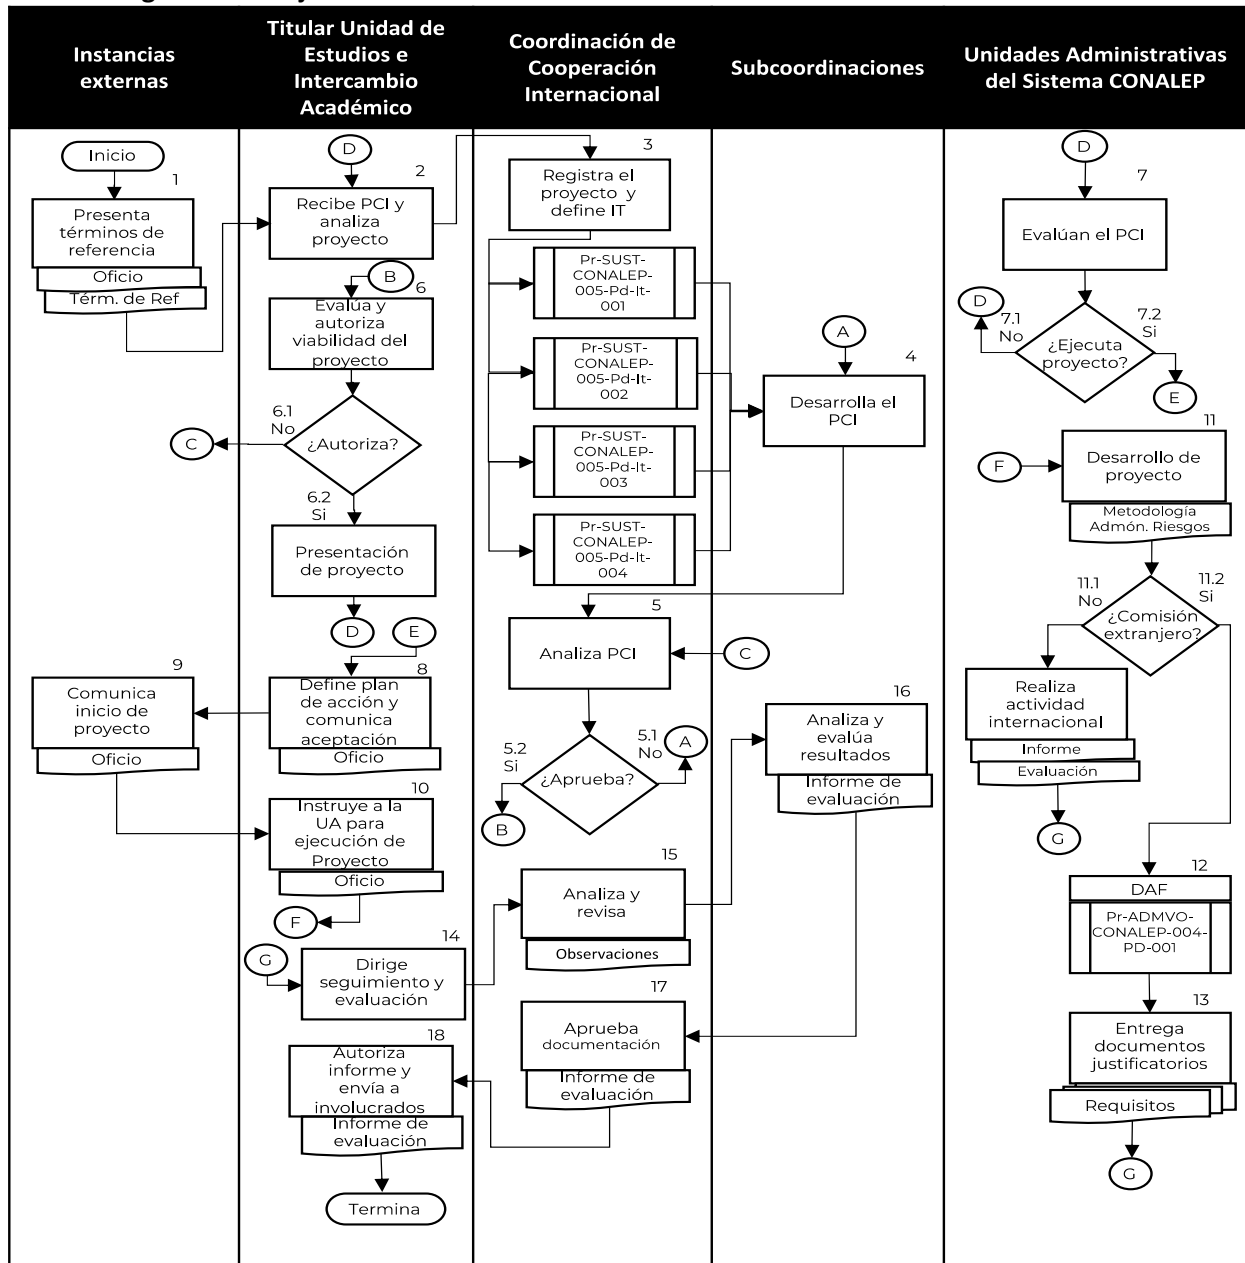 Instancias
externas
Titular Unidad de
Estudios e
Intercambio
Académico
Coordinación de
Cooperación
Internacional
Subcoordinaciones
Unidades Administrativas
del Sistema CONALEP
Inicio
1
Presenta
términos de
referencia
Oficio
Térm. de Ref
D
2
Recibe PCI y
analiza
proyecto
B
6
Evalúa y
autoriza
viabilidad del
proyecto
6.1
No
¿Autoriza?
C
6.2
Si
Presentación
de proyecto
D
E
9
Comunica
inicio de
proyecto
Oficio
8
Define plan
de acción y
comunica
aceptación
Oficio
10
Instruye a la
UA para
ejecución de
Proyecto
Oficio
F
14
G
Dirige
seguimiento y
evaluación
18
Autoriza
informe y
envía a
involucrados
Informe de
evaluación
Termina
3
Registra el
proyecto y
define IT
Pr-SUST-
CONALEP-
005-Pd-It-
001
Pr-SUST-
CONALEP-
005-Pd-It-
002
Pr-SUST-
CONALEP-
005-Pd-It-
003
Pr-SUST-
CONALEP-
005-Pd-It-
004
5
Analiza PCI
C
5.2
Si
¿Aprueba?
5.1
No
A
B
15
Analiza y
revisa
Observaciones
17
Aprueba
documentación
Informe de
evaluación
A
4
Desarrolla el
PCI
16
Analiza y
evalúa
resultados
Informe de
evaluación
D
7
Evalúan el PCI
D
7.1
No
¿Ejecuta
proyecto?
7.2
Si
E
11
F
Desarrollo de
proyecto
Metodología
Admón. Riesgos
11.1
No
11.2
Si
¿Comisión
extranjero?
Realiza
actividad
internacional
Informe
Evaluación
G
12
DAF
Pr-ADMVO-
CONALEP-004-
PD-001
13
Entrega
documentos
justificatorios
Requisitos
G